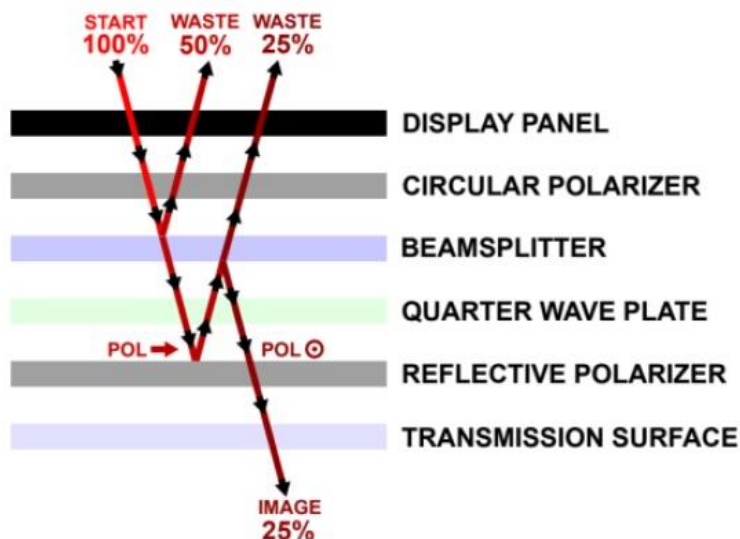 START
100%
WASTE
50%
WASTE
25%
DISPLAY PANEL
CIRCULAR POLARIZER
BEAMSPLITTER
QUARTER WAVE PLATE
POL
POL
REFLECTIVE POLARIZER
TRANSMISSION SURFACE
IMAGE
25%